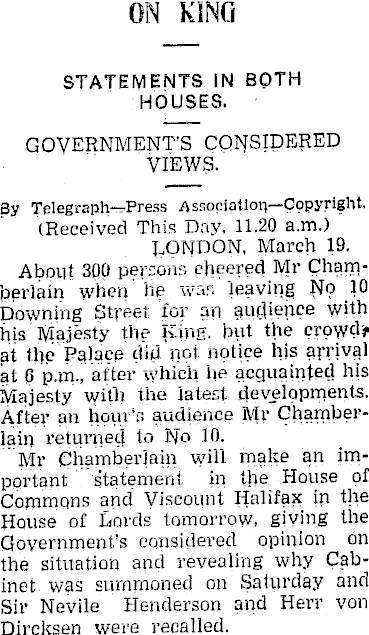 ON KING
STATEMENTS IN BOTH
HOUSES.
GOVERNMENT'S CONSIDERED
VIEWS.
By Telegraph—Press Association—Copyright.
(Received This Day, 11.20 a.m.)
LONDON, March 19.
About 300 persons cheered Mr Cham-
berlain when he was leaving No 10
Downing Street for an audience with
his Majesty the King, but the crowds
at the Palace did not notice his arrival
at 6 p.m., after which he acquainted his
Majesty with the latest developments.
After an hour's audience Mr Chamber-
lain returned to No 10.
Mr Chamberlain will make an im-
portant statement in the House of
Commons and Viscount Halifax in the
House of Lords tomorrow, giving the
Government's considered opinion on
the situation and revealing why Cab-
inet was summoned on Saturday and
Sir Nevile Henderson and Herr von
Dircksen were recalled.